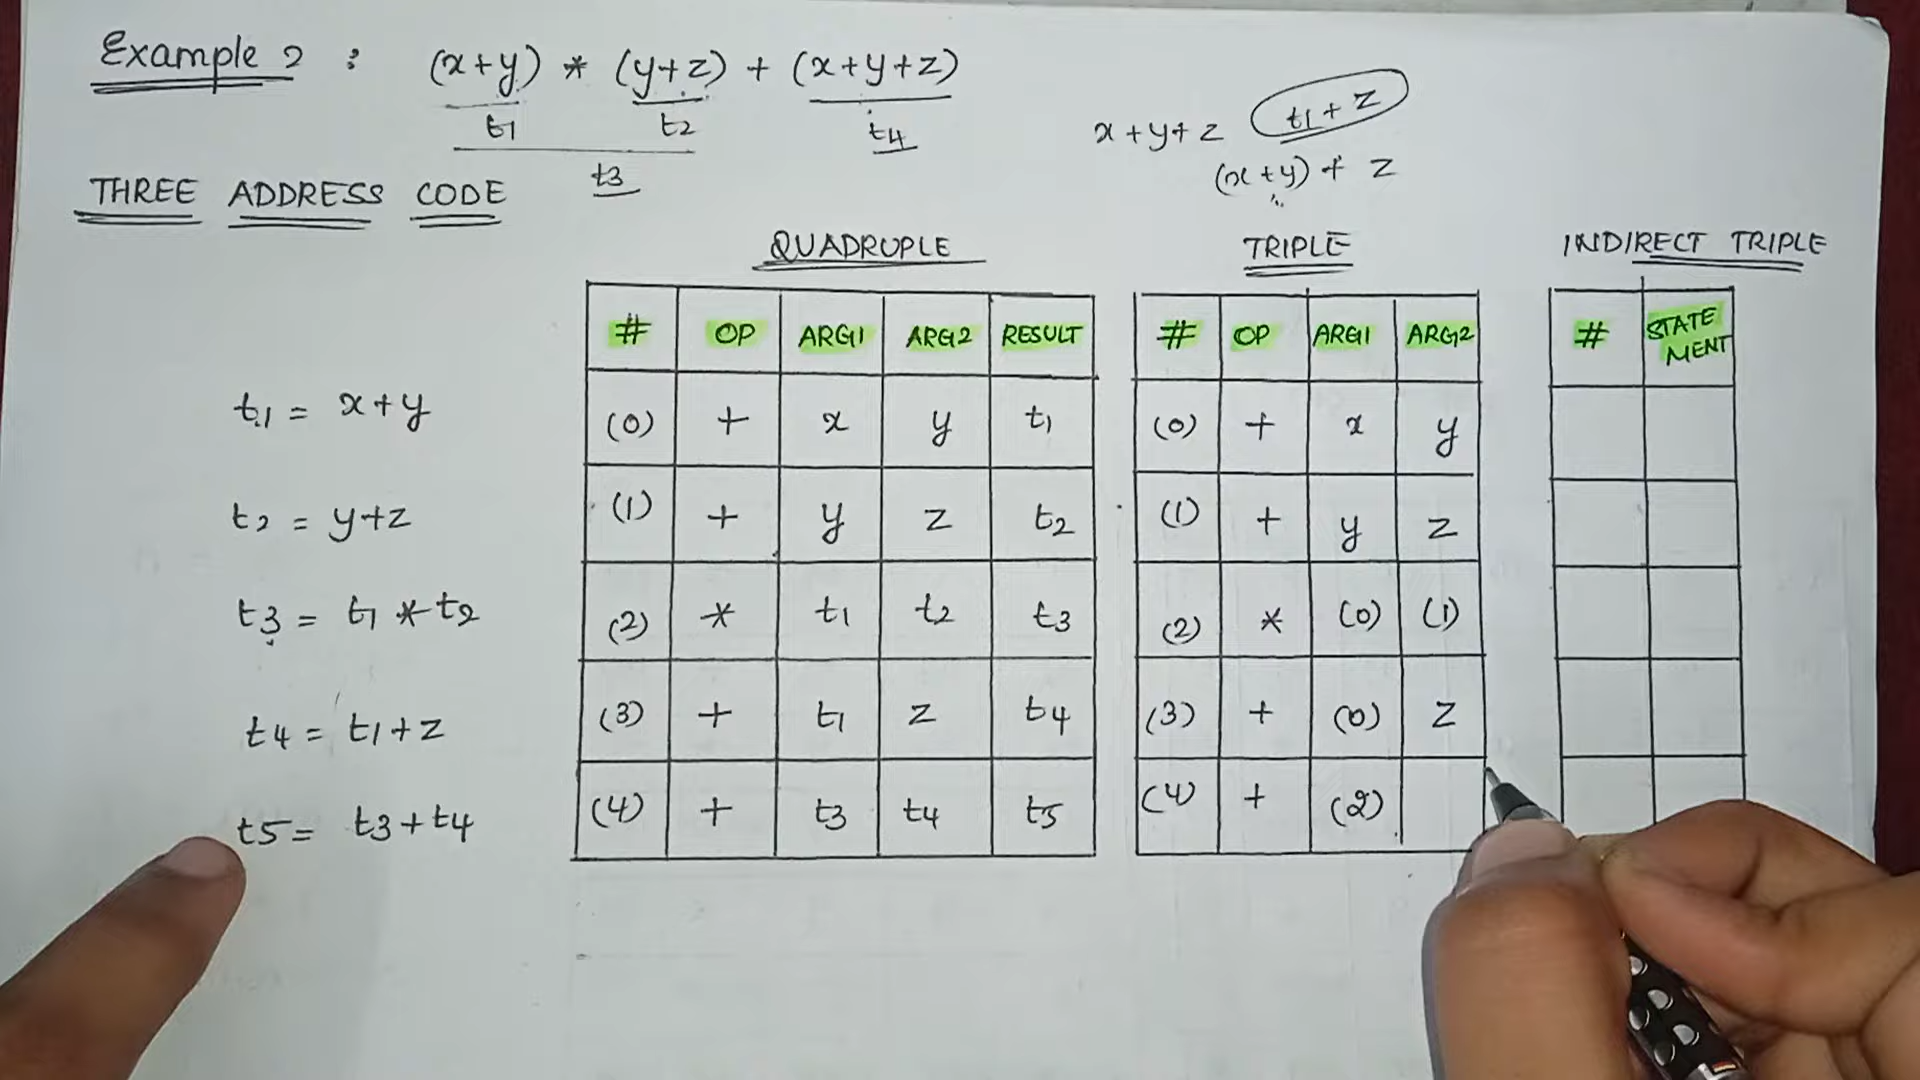 Example 2 : (x+y) * (y+z) + (x+y+z)
t1 t2 t4
t3
x+y+z t1+z
(x+y)+z
THREE ADDRESS CODE
t1 = x+y
t2 = y+z
t3 = t1 * t2
t4 = t1+z
t5= t3+t4
QUADRUPLE
# OP ARG1 ARG2 RESULT
(0) + x y t1
(1) + y z t2
(2) * t1 t2 t3
(3) + t1 z t4
(4) + t3 t4 t5
TRIPLE
# OP ARG1 ARG2
(0) + x y
(1) + y z
(2) * (0) (1)
(3) + (0) z
(4) + (2)
INDIRECT TRIPLE
# STATE
MENT